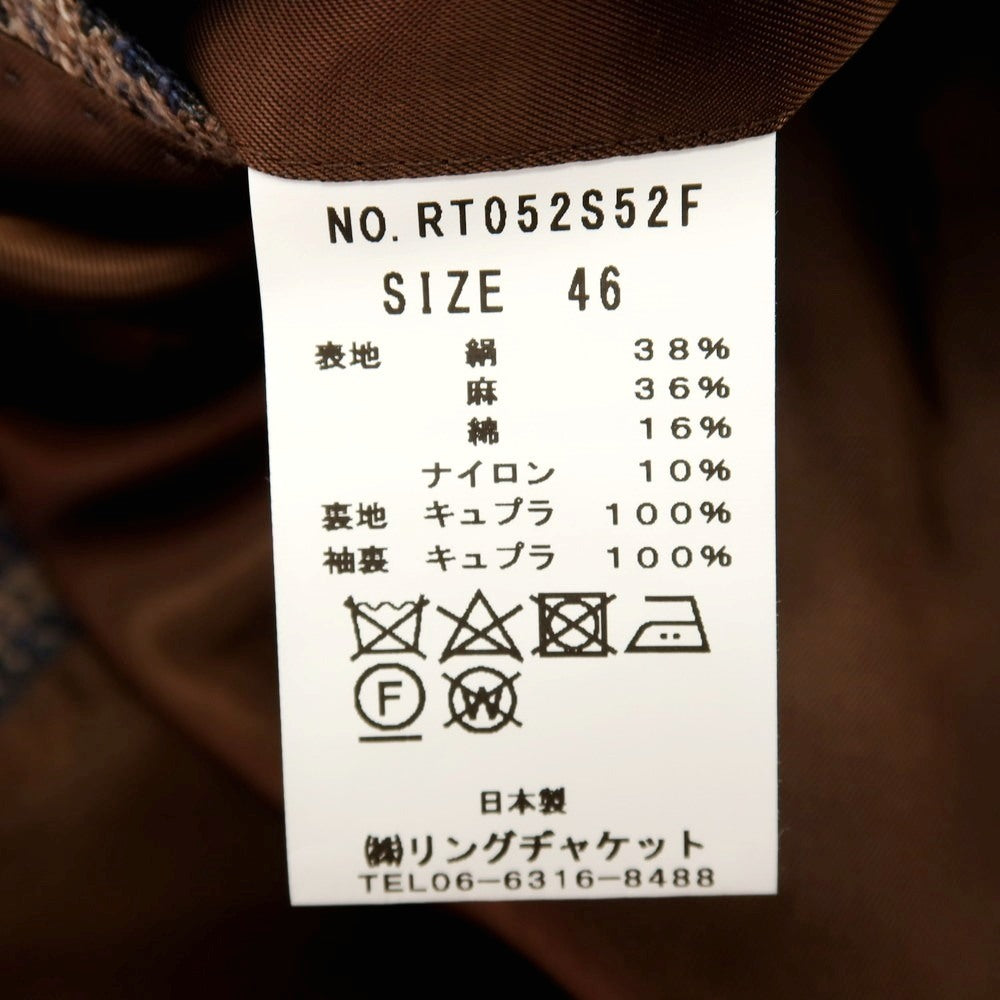 NO. RT052S52F
SIZE 46
表地 絹 38%
麻 36%
綿 16%
ナイロン 10%
裏地 キュプラ 100%
袖裏 キュプラ 100%
F
W
日本製
㈱リングヂャケット
TEL06-6316-8488